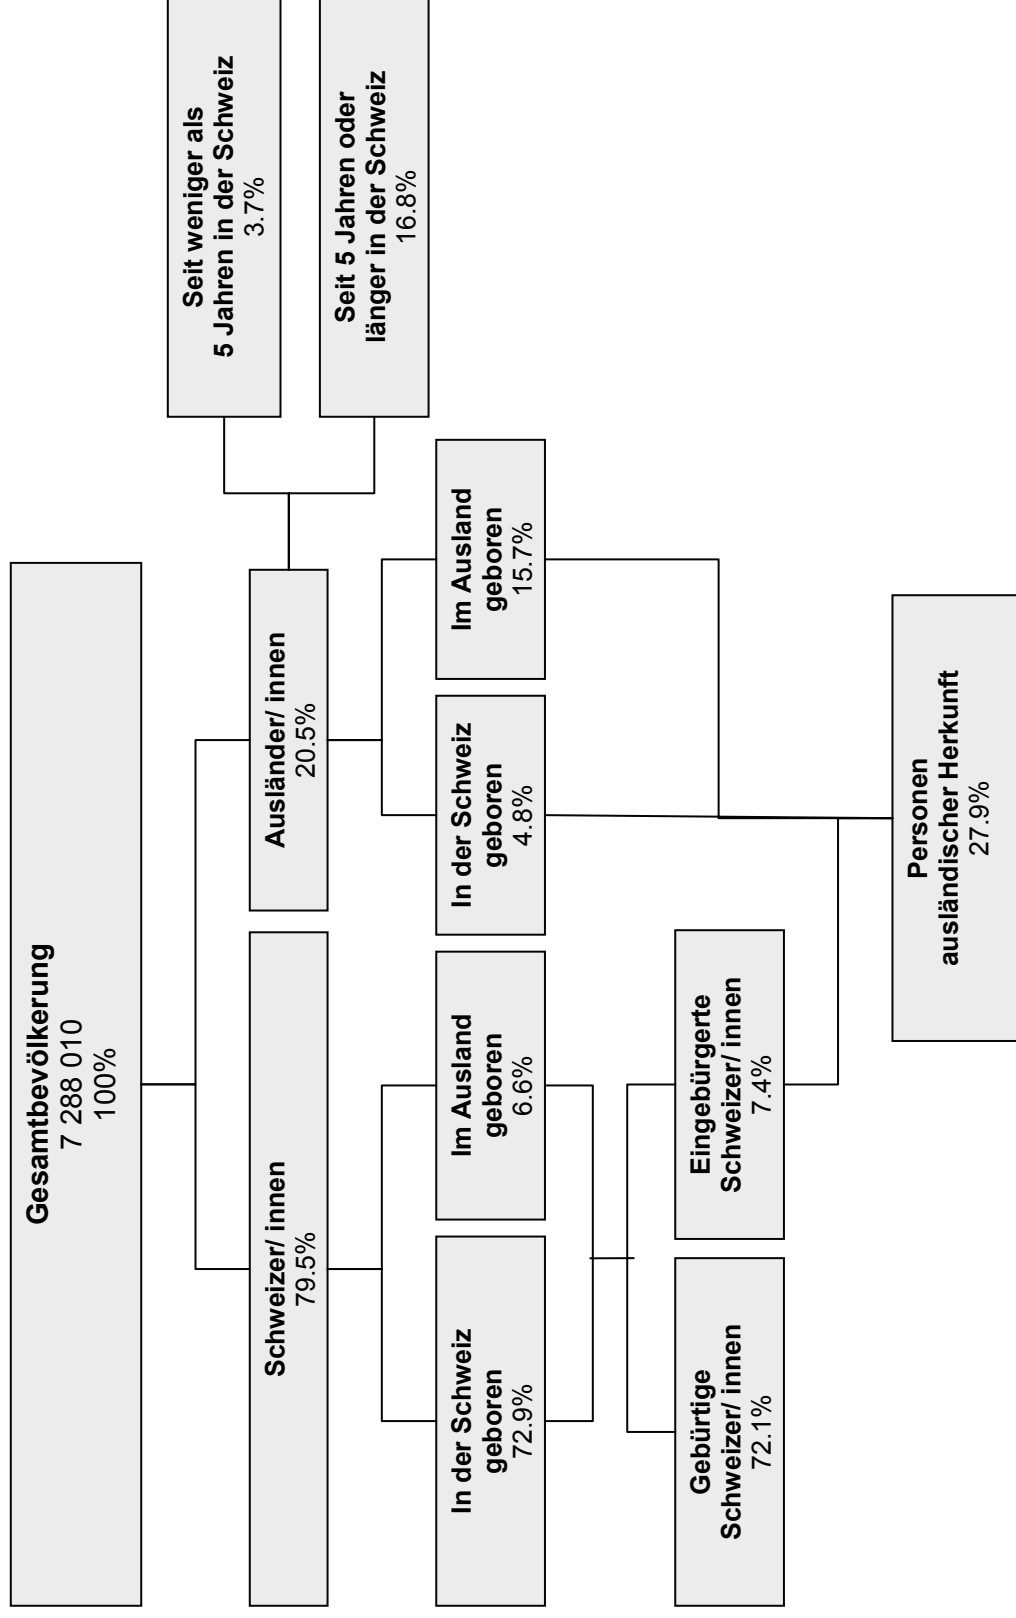 Gesamtbevölkerung
7 288 010
100%
Schweizer/ innen
79.5%
Ausländer/ innen
20.5%
Seit weniger als
5 Jahren in der Schweiz
3.7%
Seit 5 Jahren oder
länger in der Schweiz
16.8%
In der Schweiz
geboren
72.9%
Im Ausland
geboren
6.6%
In der Schweiz
geboren
4.8%
Im Ausland
geboren
15.7%
Gebürtige
Schweizer/ innen
72.1%
Eingebürgerte
Schweizer/ innen
7.4%
Personen
ausländischer Herkunft
27.9%